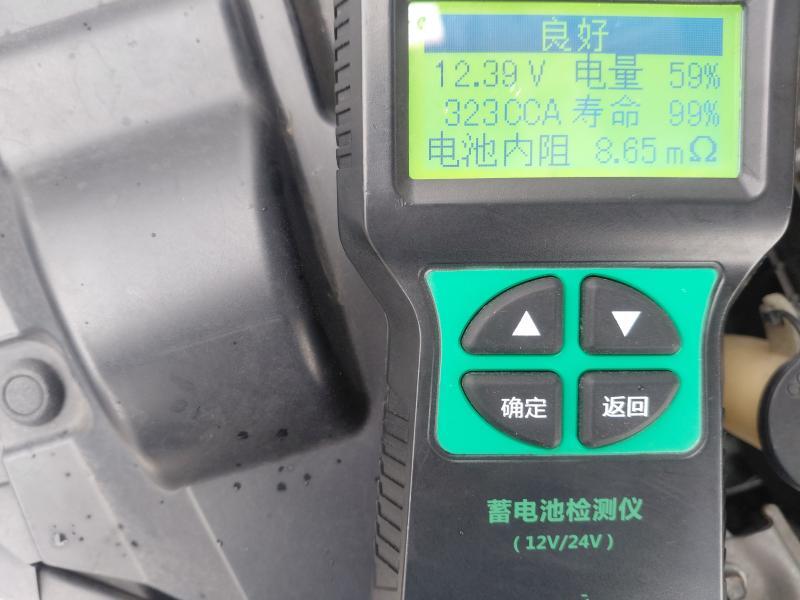 良好
12.39V 电量 59%
323CCA 寿命 99%
电池内阻 8.65mΩ
▲ ▼
确定 返回
蓄电池检测仪
(12V/24V)